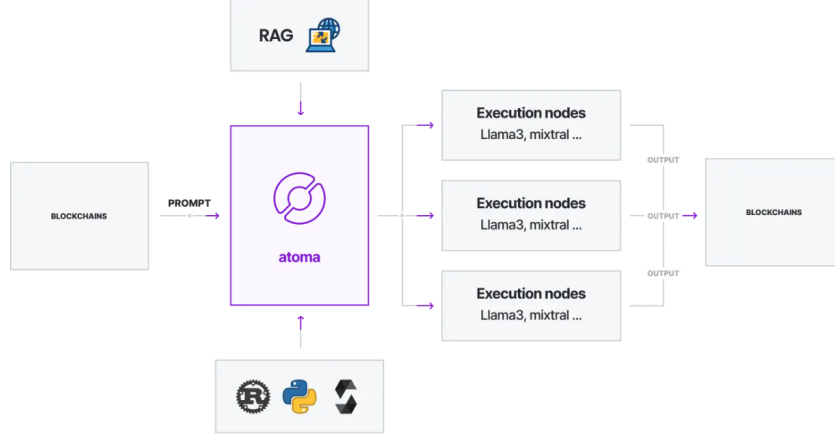 RAG
BLOCKCHAINS
PROMPT
atoma
Execution nodes
Llama3, mixtral ...
Execution nodes
Llama3, mixtral ...
Execution nodes
Llama3, mixtral ...
OUTPUT
OUTPUT
OUTPUT
BLOCKCHAINS
R